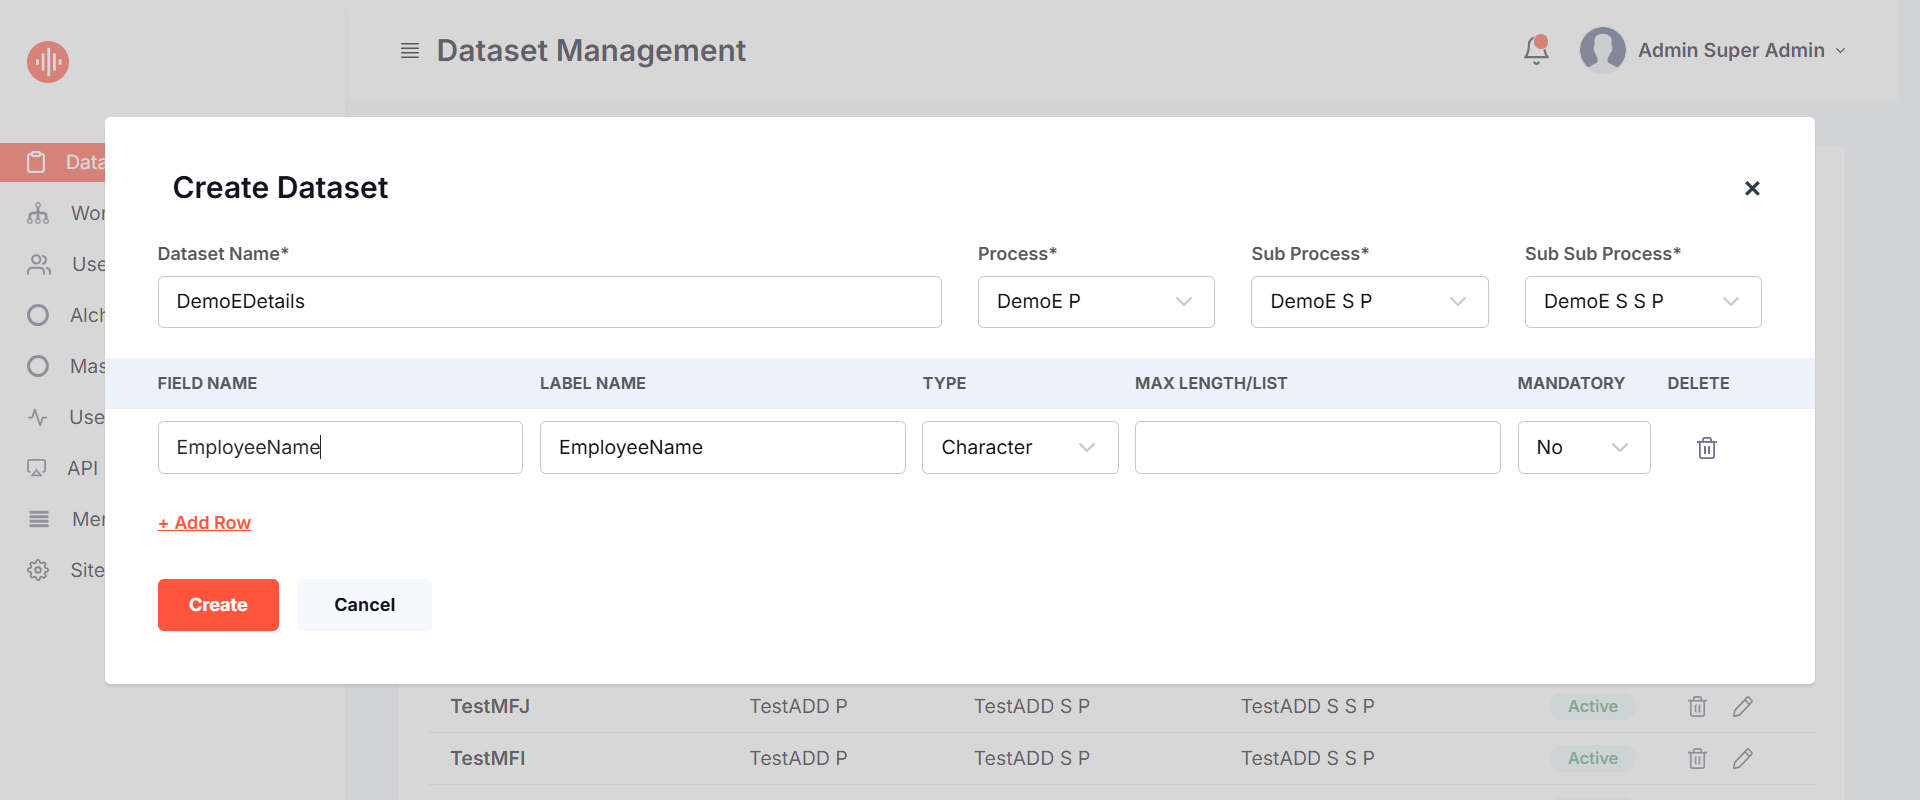 Dataset Management
Admin Super Admin
Data
Wor
Use
Alch
Mas
Use
API
Mer
Site
Create Dataset
Dataset Name*
Process*
Sub Process*
Sub Sub Process*
DemoEDetails
DemoE P
DemoE S P
DemoE S S P
FIELD NAME
LABEL NAME
TYPE
MAX LENGTH/LIST
MANDATORY
DELETE
EmployeeName
EmployeeName
Character
No
+ Add Row
Create
Cancel
TestMFJ
TestADD P
TestADD S P
TestADD S S P
Active
TestMFI
TestADD P
TestADD S P
TestADD S S P
Active